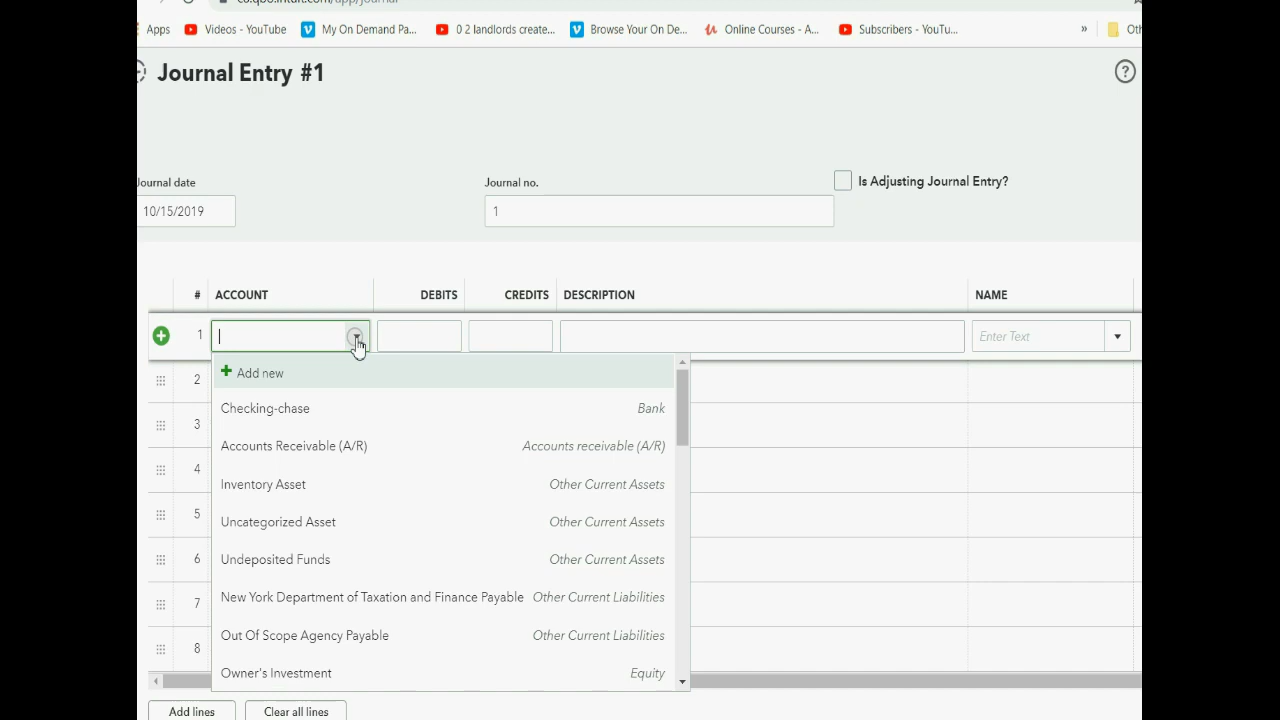 Apps Videos - YouTube My On Demand Pa... 0 2 landlords create... Browse Your On De... Online Courses - A... Subscribers - YouTu... »
Journal Entry #1
?
Journal date
Journal no.
Is Adjusting Journal Entry?
10/15/2019
1
# ACCOUNT DEBITS CREDITS DESCRIPTION NAME
1 Enter Text
Add new
2
Checking-chase Bank
3
Accounts Receivable (A/R) Accounts receivable (A/R)
4
Inventory Asset Other Current Assets
5
Uncategorized Asset Other Current Assets
6
Undeposited Funds Other Current Assets
7
New York Department of Taxation and Finance Payable Other Current Liabilities
Out Of Scope Agency Payable Other Current Liabilities
8
Owner's Investment Equity
Add lines Clear all lines